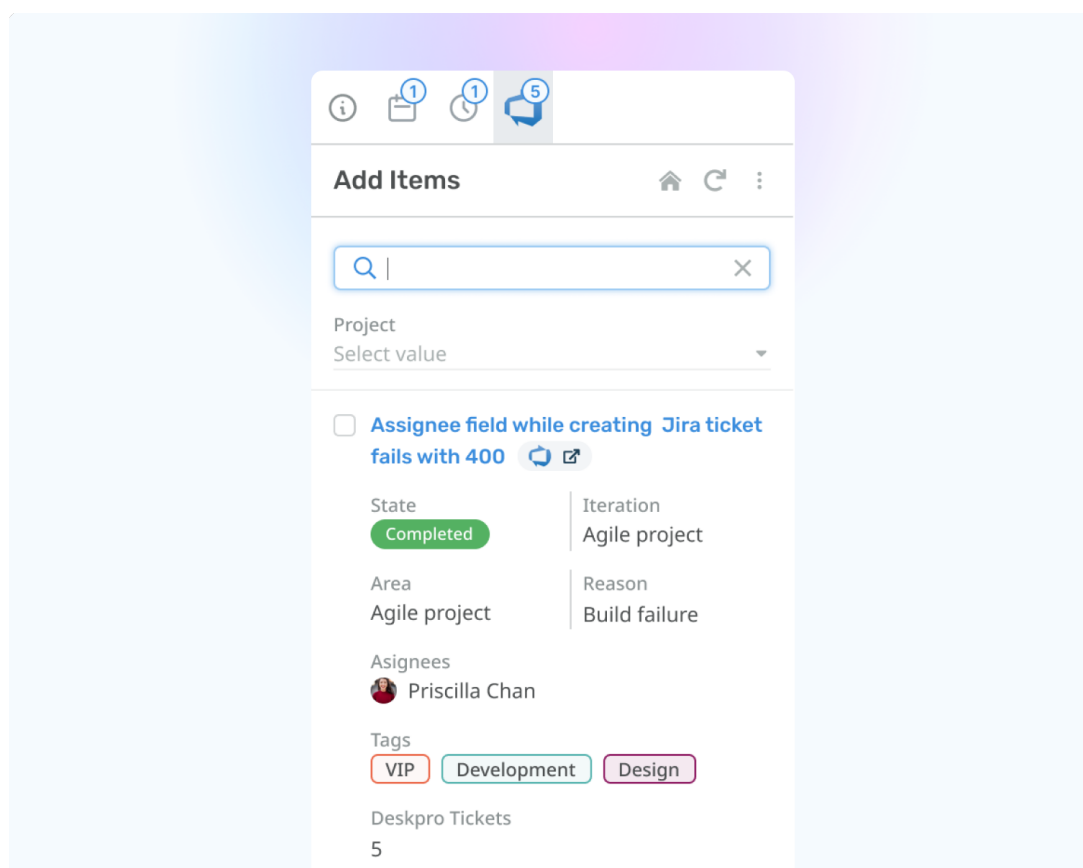 1 1 5
Add Items
Project
Select value
Assignee field while creating Jira ticket
fails with 400
State Iteration
Completed Agile project
Area Reason
Agile project Build failure
Asignees
Priscilla Chan
Tags
VIP Development Design
Deskpro Tickets
5